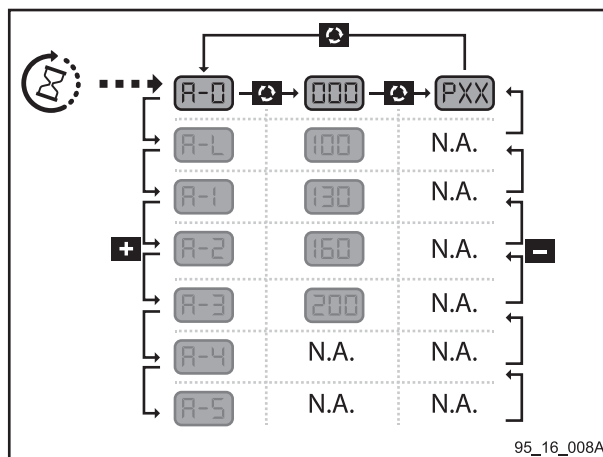 A-0 000 PXX
A-L 100 N.A.
A-1 130 N.A.
+ A-2 160 N.A. -
A-3 200 N.A.
A-4 N.A. N.A.
A-5 N.A. N.A.
95_16_008A